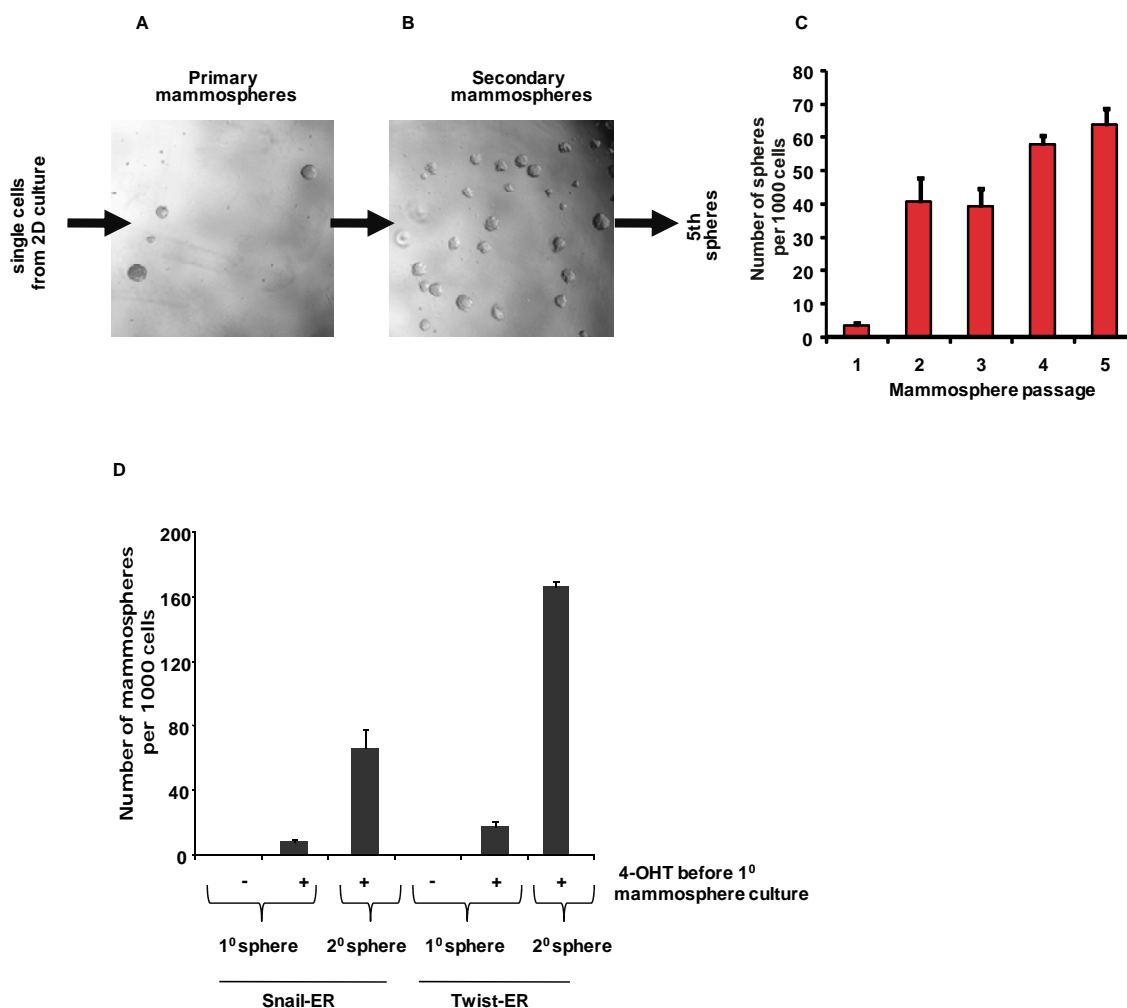 A
B
C
Primary
mammospheres
Secondary
mammospheres
single cells
from 2D culture
5th
spheres
Number of spheres
per 1000 cells
80
70
60
50
40
30
20
10
0
1 2 3 4 5
Mammosphere passage
D
Number of mammospheres
per 1000 cells
200
160
120
80
40
0
- + + - + +
4-OHT before 1⁰
mammosphere culture
1⁰ sphere 2⁰ sphere 1⁰ sphere 2⁰ sphere
Snail-ER Twist-ER